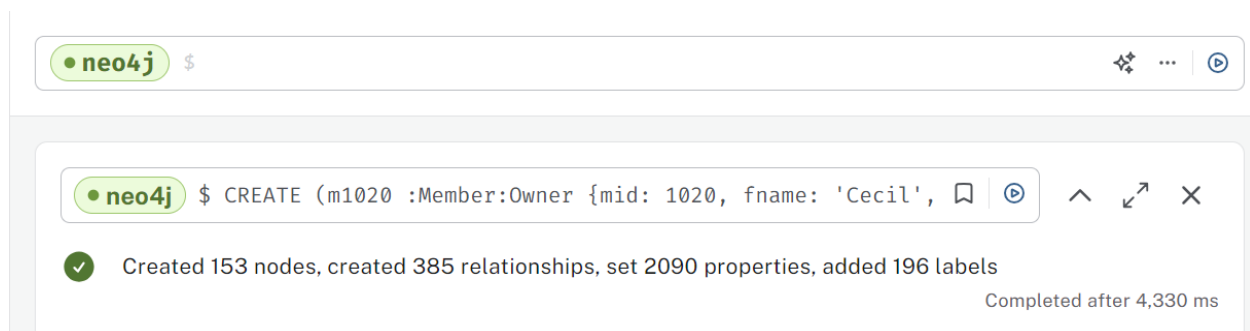 neo4j $
neo4j $ CREATE (m1020 :Member:Owner {mid: 1020, fname: 'Cecil',
Created 153 nodes, created 385 relationships, set 2090 properties, added 196 labels
Completed after 4,330 ms